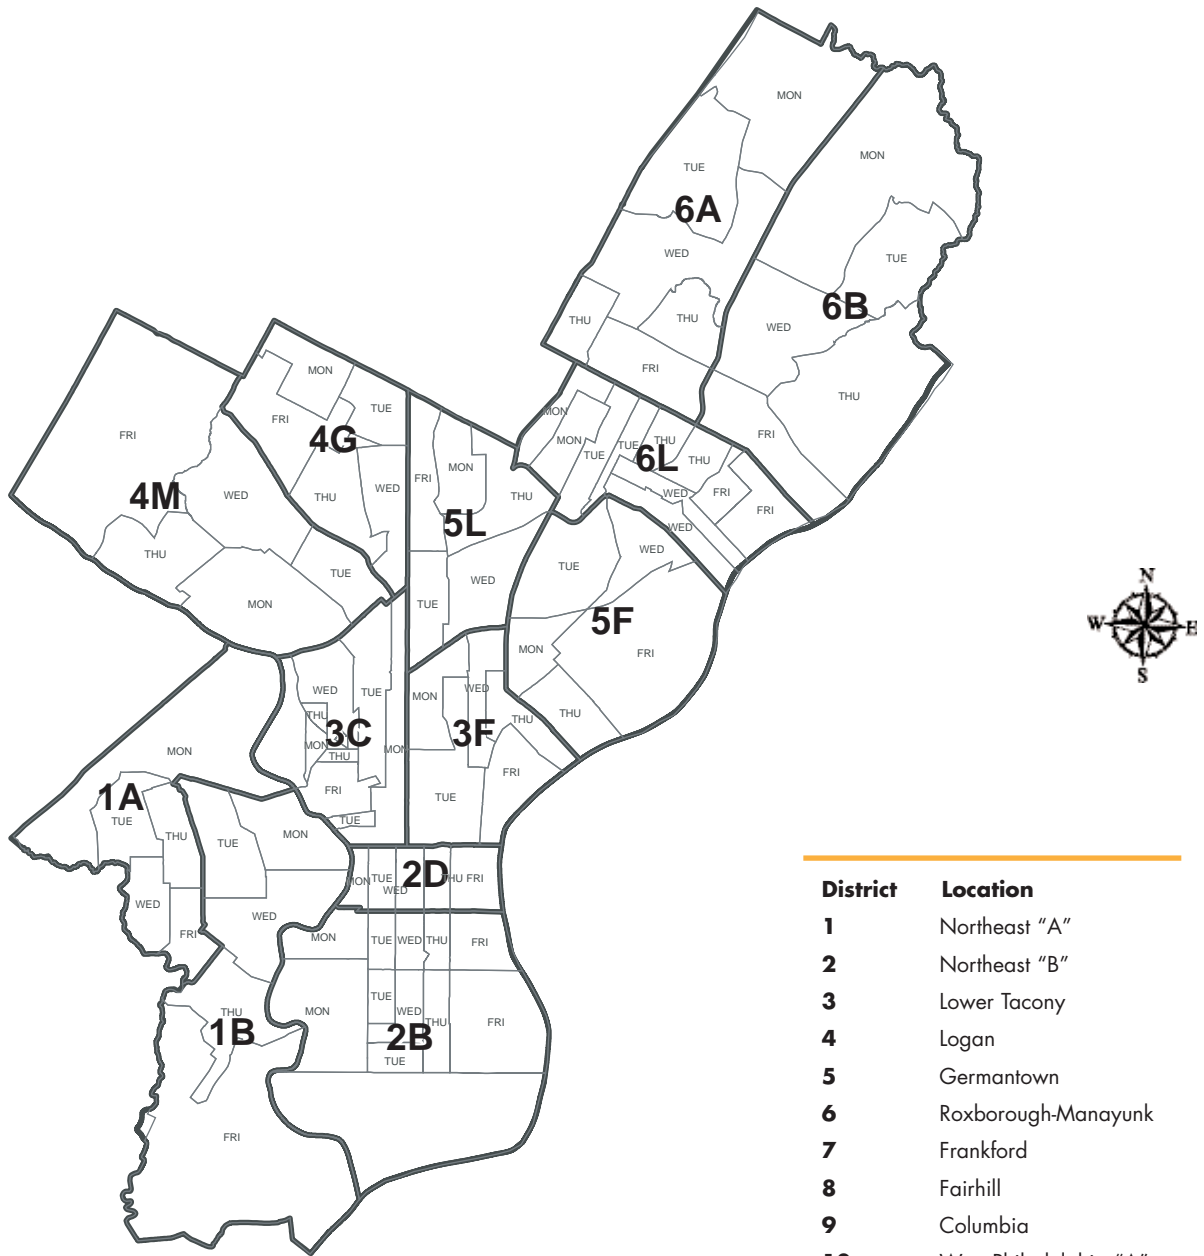 MON
MON
TUE
6A
WED
THU
THU
FRI
MON
TUE
6B
WED
THU
FRI
FRI
4M
WED
THU
MON
TUE
MON
TUE
FRI
4G
THU
WED
FRI
MON
THU
5L
WED
TUE
MON
MON
TUE
TUE
THU
6L
THU
WED
FRI
WED
FRI
TUE
WED
5F
MON
FRI
THU
N
W
E
S
WED
TUE
THU
3C
MON
THU
MON
FRI
TUE
MON
WED
3F
THU
TUE
FRI
MON
1A
TUE
THU
WED
FRI
TUE
MON
WED
THU
1B
FRI
MON
TUE
WED
2D
THU
FRI
MON
TUE
WED
THU
FRI
MON
TUE
WED
THU
FRI
2B
TUE
District Location
1 Northeast “A”
2 Northeast “B”
3 Lower Tacony
4 Logan
5 Germantown
6 Roxborough-Manayunk
7 Frankford
8 Fairhill
9 Columbia